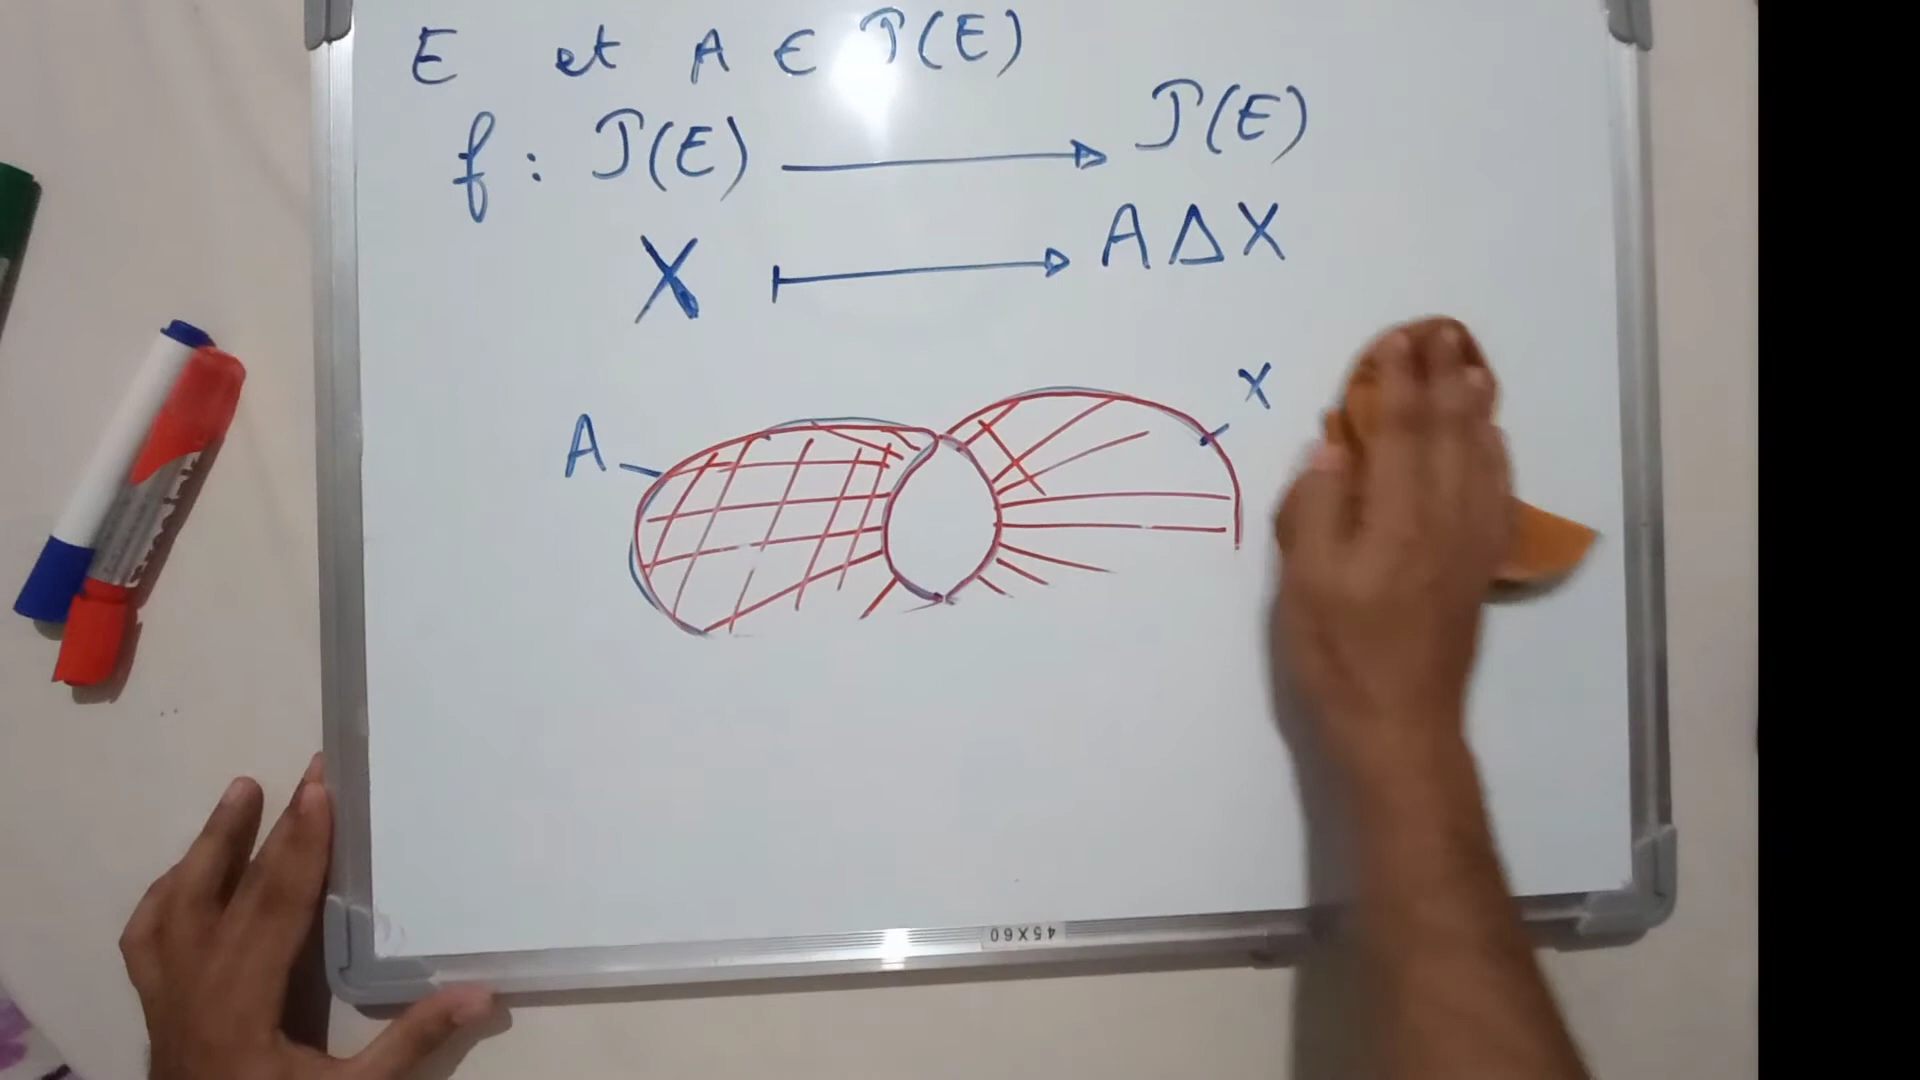 E et A ∈ P(E)
f : P(E) → P(E)
X ↦ A Δ X
A
X
45X60